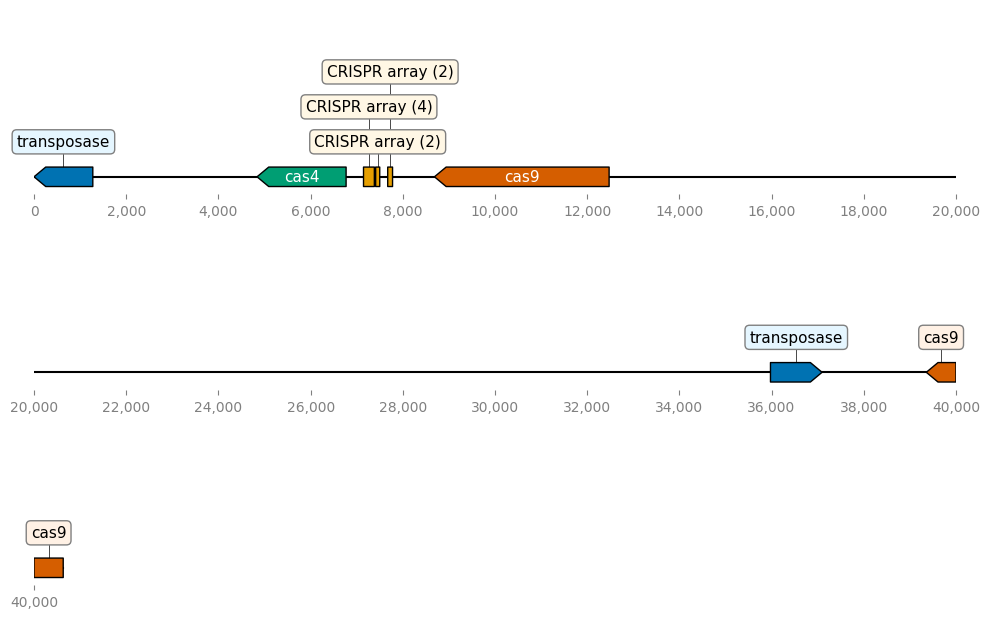 CRISPR array (2)
CRISPR array (4)
transposase CRISPR array (2)
cas4 cas9
0 2,000 4,000 6,000 8,000 10,000 12,000 14,000 16,000 18,000 20,000
transposase cas9
20,000 22,000 24,000 26,000 28,000 30,000 32,000 34,000 36,000 38,000 40,000
cas9
40,000